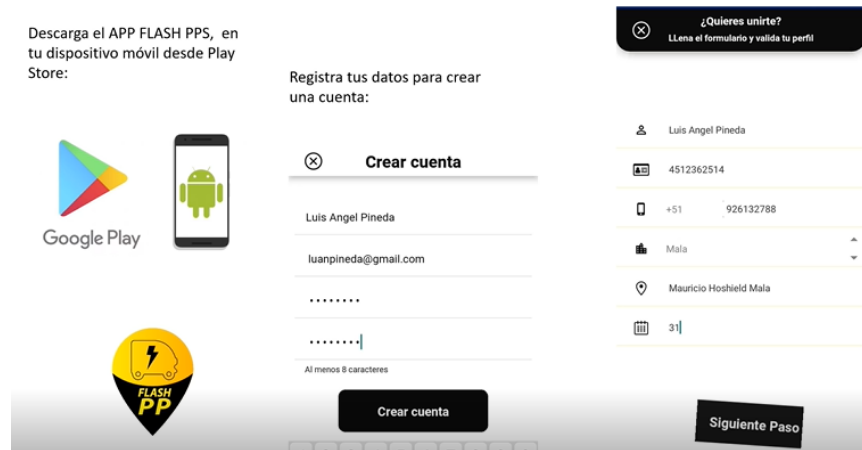 Descarga el APP FLASH PPS, en
tu dispositivo móvil desde Play
Store:
Google Play
FLASH
PP
Registra tus datos para crear
una cuenta:
Crear cuenta
Luis Angel Pineda
luanpineda@gmail.com
••••••••
••••••••
Al menos 8 caracteres
Crear cuenta
¿Quieres unirte?
LLena el formulario y valida tu perfil
Luis Angel Pineda
4512362514
+51 926132788
Mala
Mauricio Hoshield Mala
31
Siguiente Paso